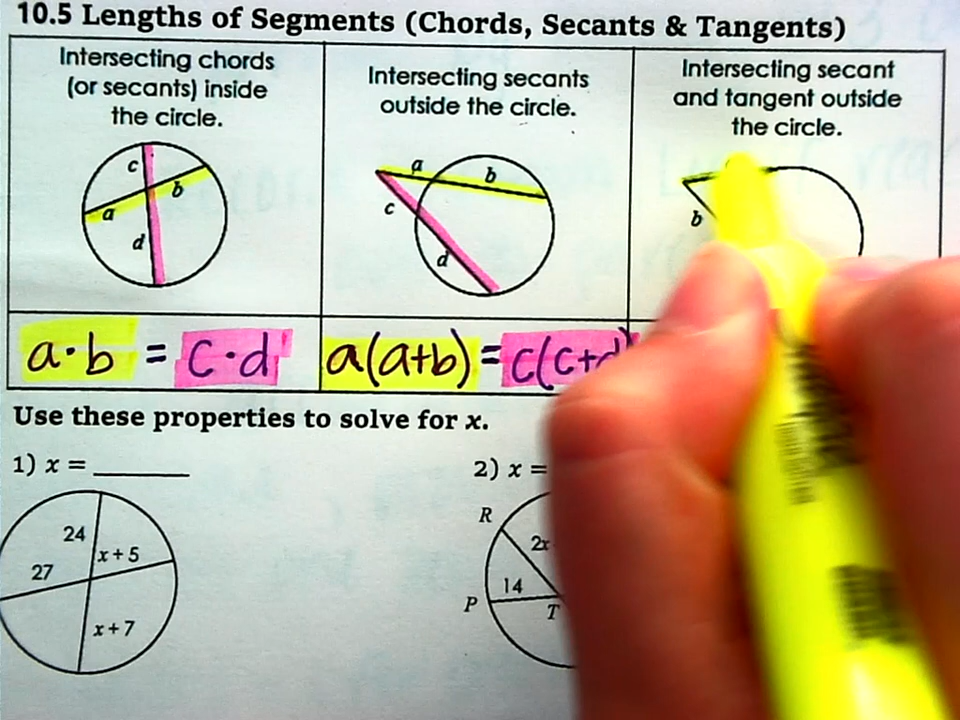 10.5 Lengths of Segments (Chords, Secants & Tangents)
Intersecting chords
(or secants) inside
the circle.
c
b
a
d
Intersecting secants
outside the circle.
a
b
c
d
Intersecting secant
and tangent outside
the circle.
b
a·b = c·d
a(a+b) = c(c+d)
Use these properties to solve for x.
1) x =
24
x + 5
27
x + 7
2) x =
R
2x
14
P
T